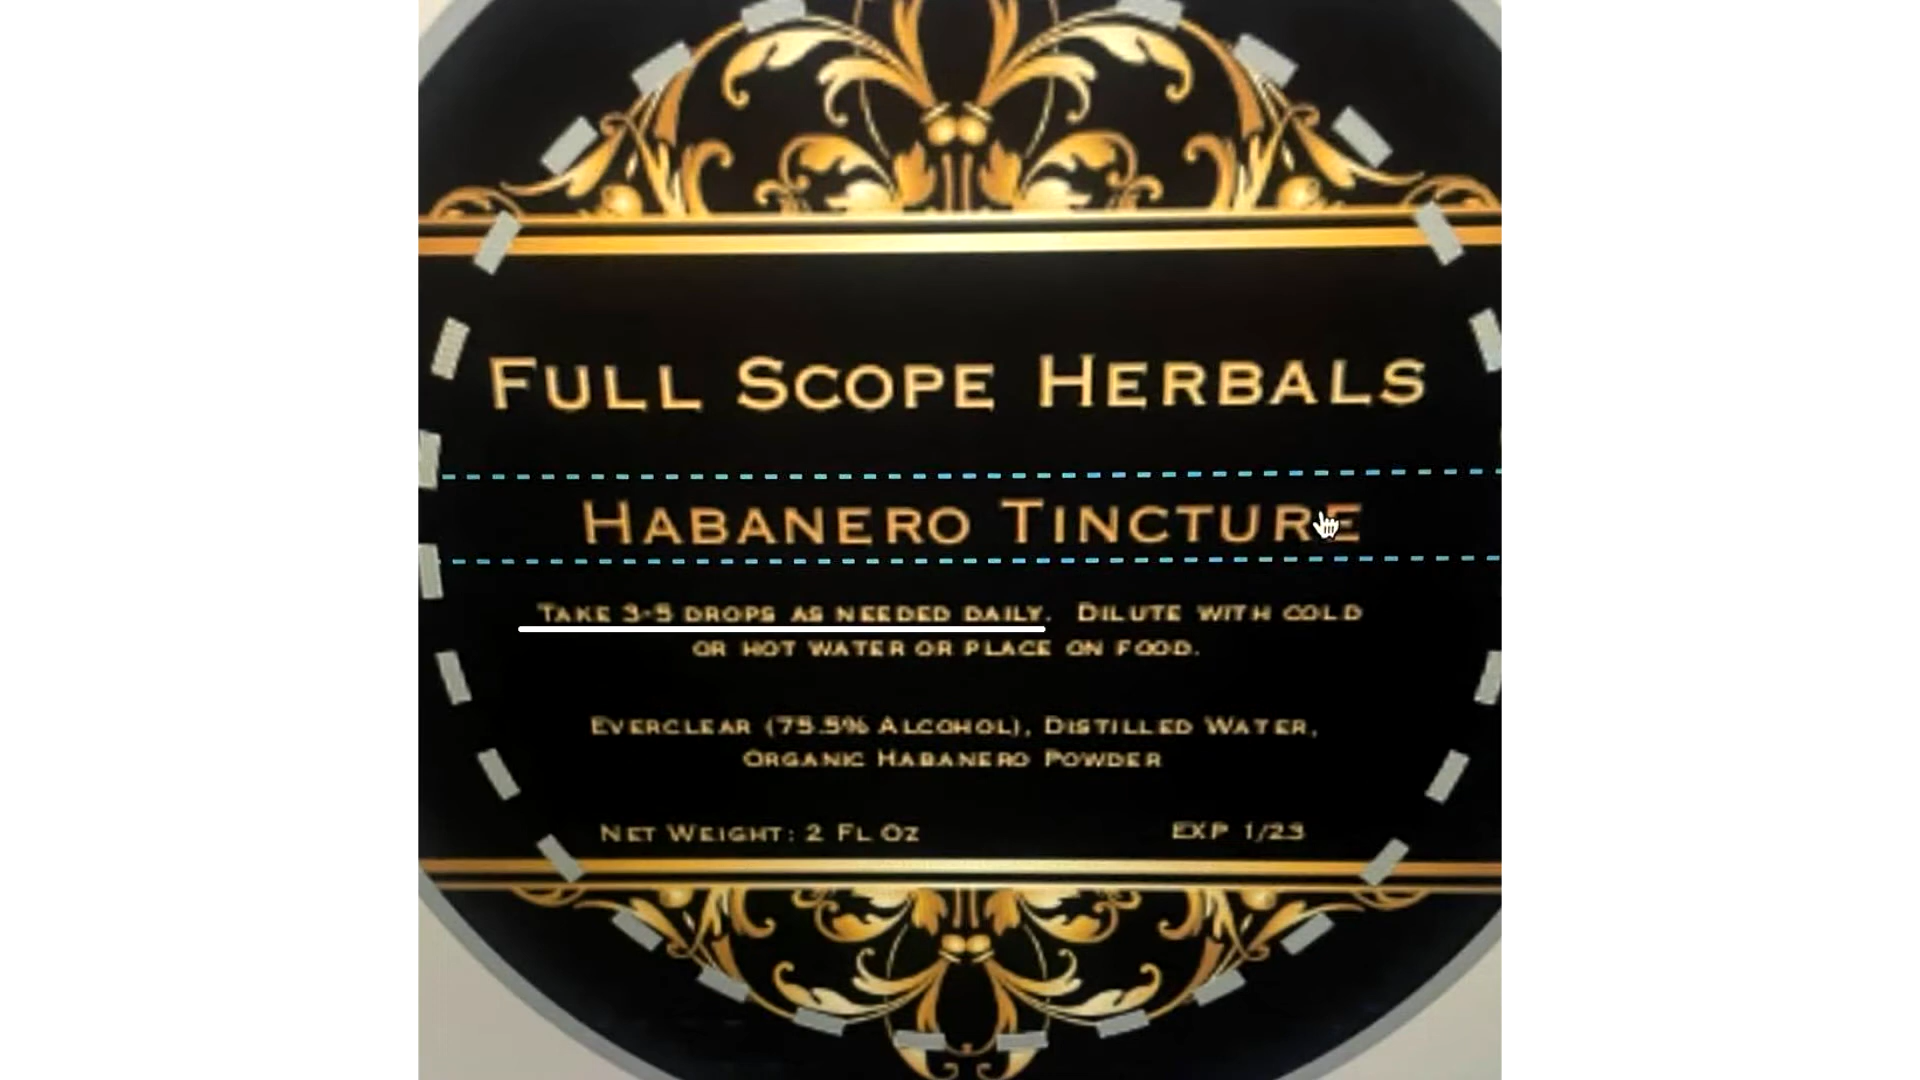 Full Scope Herbals
Habanero Tincture
Take 3-5 drops as needed daily. Dilute with cold
or hot water or place on food.
Everclear (75.5% Alcohol), Distilled Water,
Organic Habanero Powder
Net Weight: 2 Fl Oz
EXP 1/23